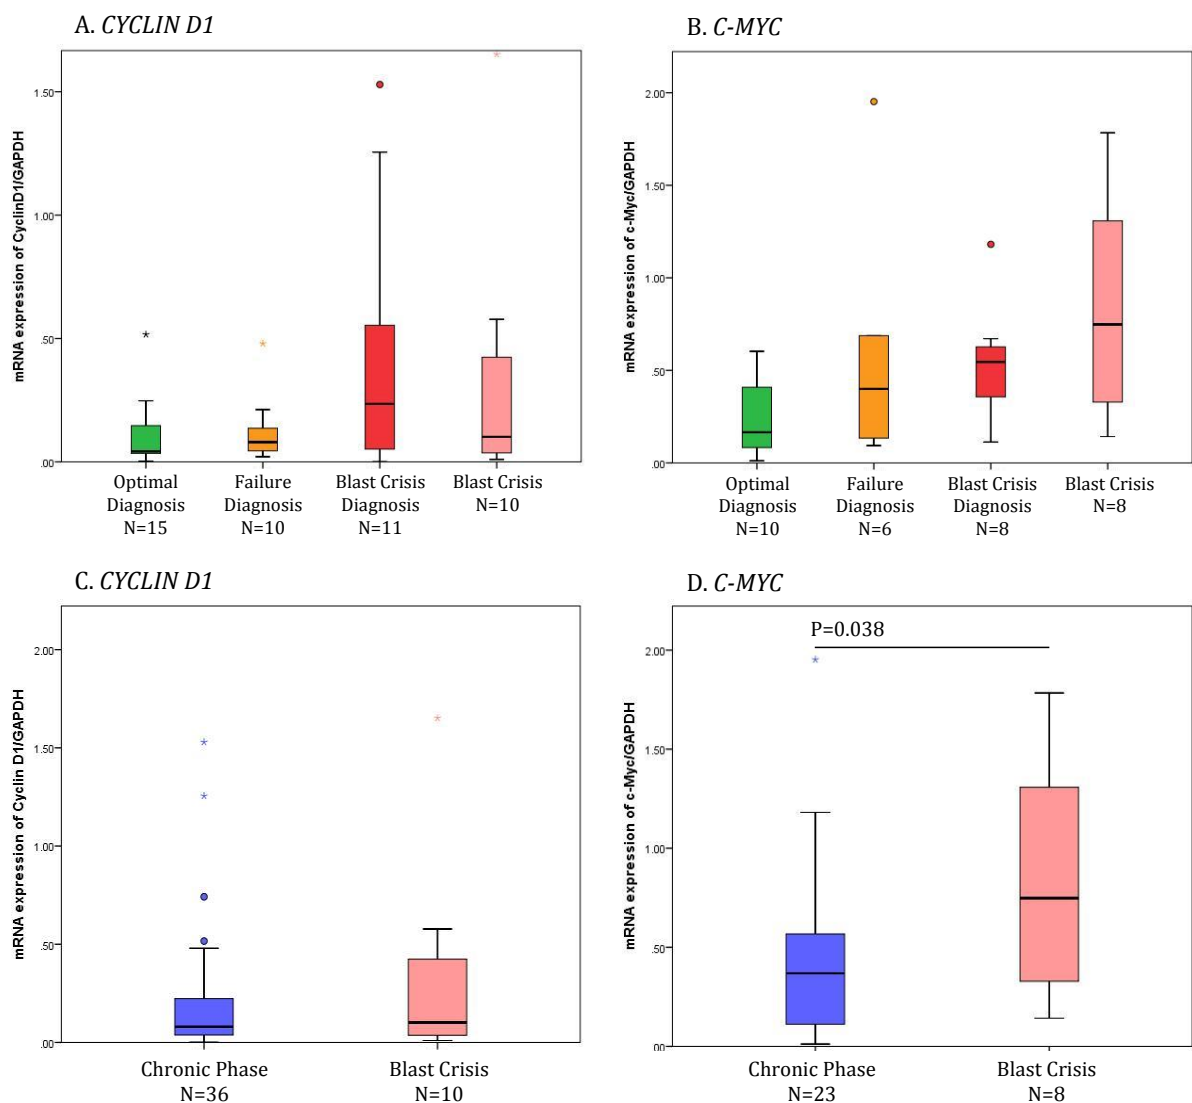 A. CYCLIN D1
mRNA expression of CyclinD1/GAPDH
1.50
1.00
.50
.00
Optimal Diagnosis N=15
Failure Diagnosis N=10
Blast Crisis Diagnosis N=11
Blast Crisis N=10
B. C-MYC
mRNA expression of c-Myc/GAPDH
2.00
1.50
1.00
.50
.00
Optimal Diagnosis N=10
Failure Diagnosis N=6
Blast Crisis Diagnosis N=8
Blast Crisis N=8
C. CYCLIN D1
mRNA expression of Cyclin D1/GAPDH
2.00
1.50
1.00
.50
.00
Chronic Phase
N=36
Blast Crisis
N=10
D. C-MYC
mRNA expression of c-Myc/GAPDH
P=0.038
2.00
1.50
1.00
.50
.00
Chronic Phase
N=23
Blast Crisis
N=8